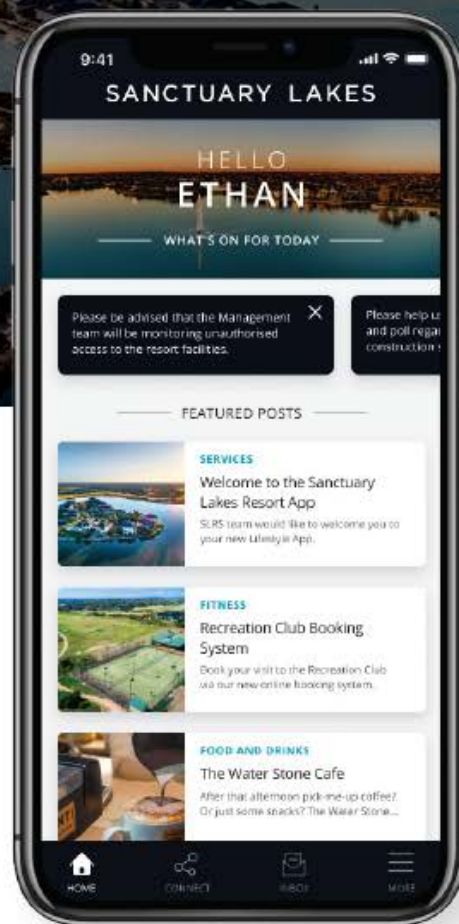 9:41
SANCTUARY LAKES
HELLO
ETHAN
WHAT'S ON FOR TODAY
Please be advised that the Management
team will be monitoring unauthorised
access to the resort facilities.
Please help us
and poll regar
construction s
FEATURED POSTS
SERVICES
Welcome to the Sanctuary
Lakes Resort App
SLRS team would like to welcome you to
your new Lifestyle App.
FITNESS
Recreation Club Booking
System
Book your visit to the Recreation Club
via our new online booking system.
FOOD AND DRINKS
The Water Stone Cafe
After that afternoon pick-me-up coffee?
Or just some snacks? The Water Stone...
HOME
CONNECT
INBOX
MORE